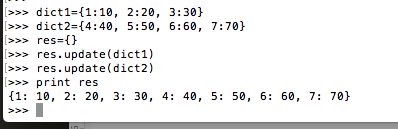 >>> dict1={1:10, 2:20, 3:30}
>>> dict2={4:40, 5:50, 6:60, 7:70}
>>> res={}
>>> res.update(dict1)
>>> res.update(dict2)
>>> print res
{1: 10, 2: 20, 3: 30, 4: 40, 5: 50, 6: 60, 7: 70}
>>>